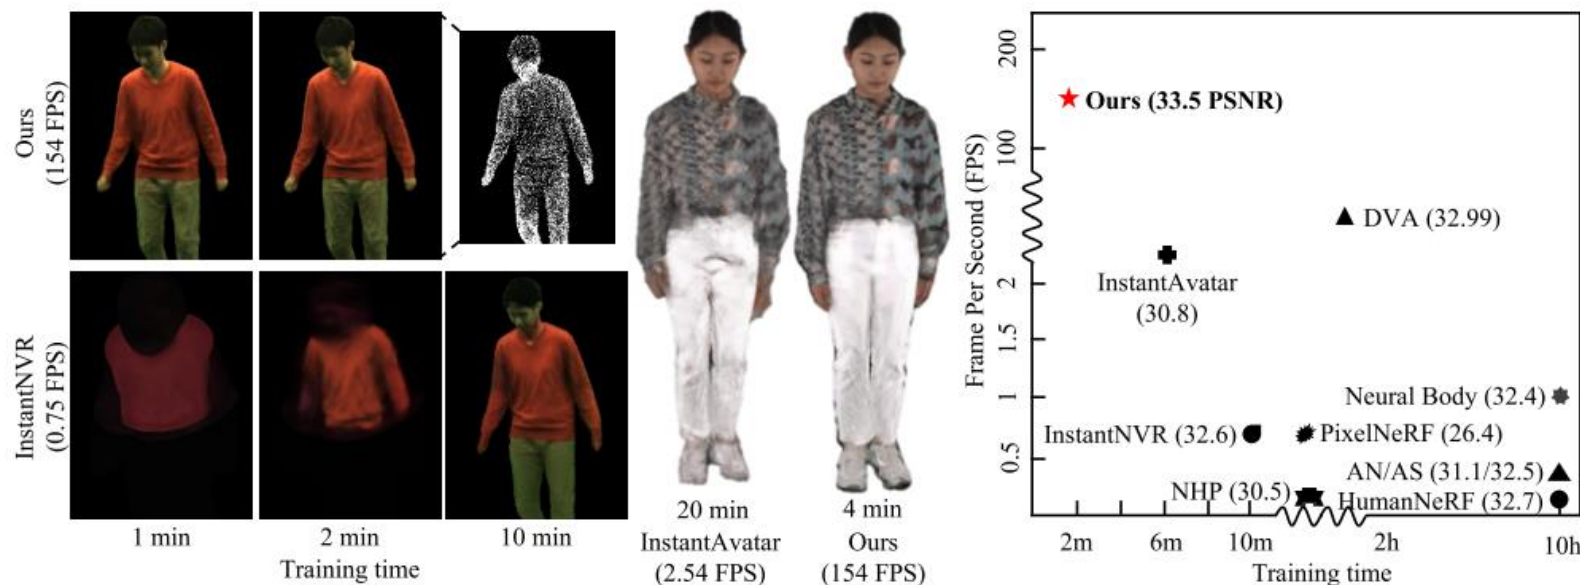 Ours
(154 FPS)
InstantNVR
(0.75 FPS)
1 min
2 min
10 min
Training time
20 min
InstantAvatar
(2.54 FPS)
4 min
Ours
(154 FPS)
Frame Per Second (FPS)
200
100
2
1.5
1
0.5
Ours (33.5 PSNR)
DVA (32.99)
InstantAvatar
(30.8)
Neural Body (32.4)
InstantNVR (32.6)
PixelNeRF (26.4)
AN/AS (31.1/32.5)
NHP (30.5)
HumanNeRF (32.7)
2m
6m
10m
2h
10h
Training time